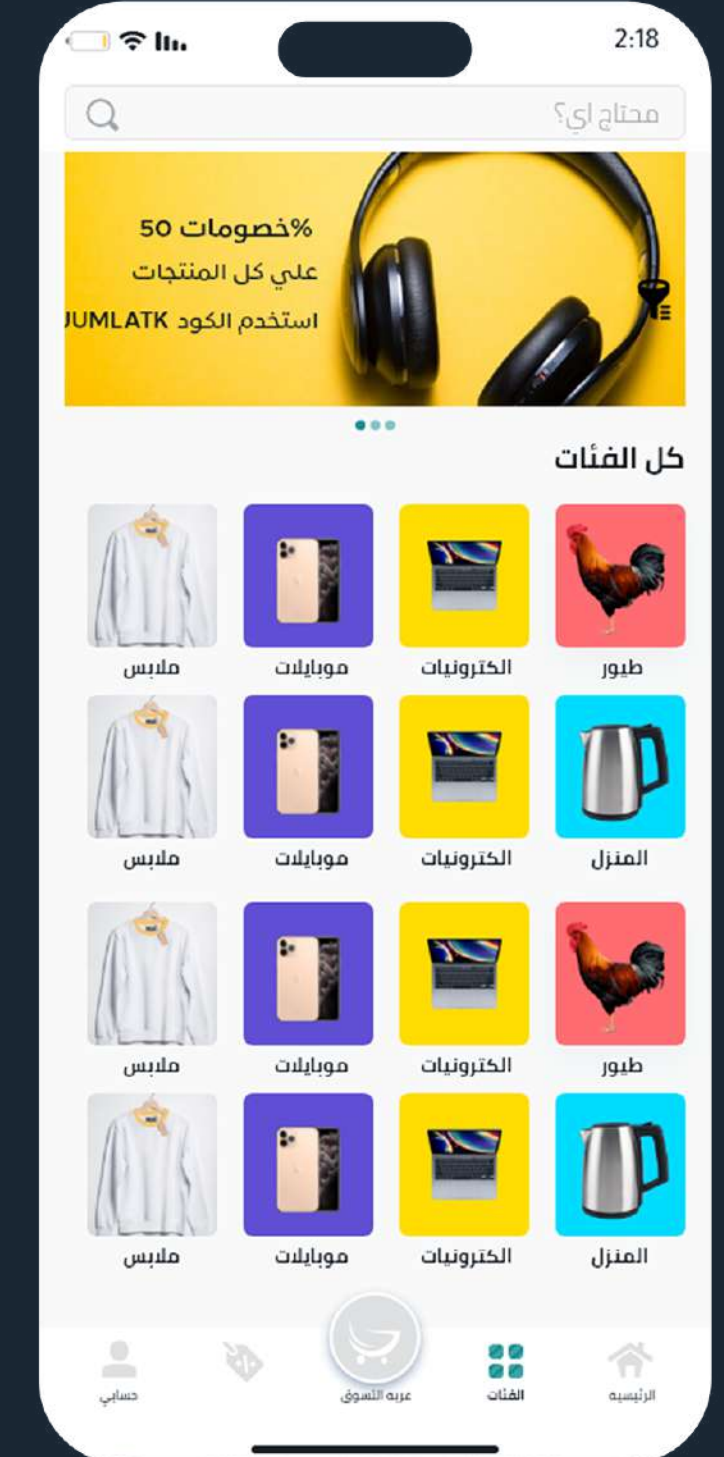 2:18
محتاج اي؟
%خصومات 50
علي كل المنتجات
استخدم الكود JUMLATK
كل الفئات
طيور
الكترونيات
موبايلات
ملابس
المنزل
الكترونيات
موبايلات
ملابس
طيور
الكترونيات
موبايلات
ملابس
المنزل
الكترونيات
موبايلات
ملابس
الرئيسيه
الفئات
عربه التسوق
حسابي